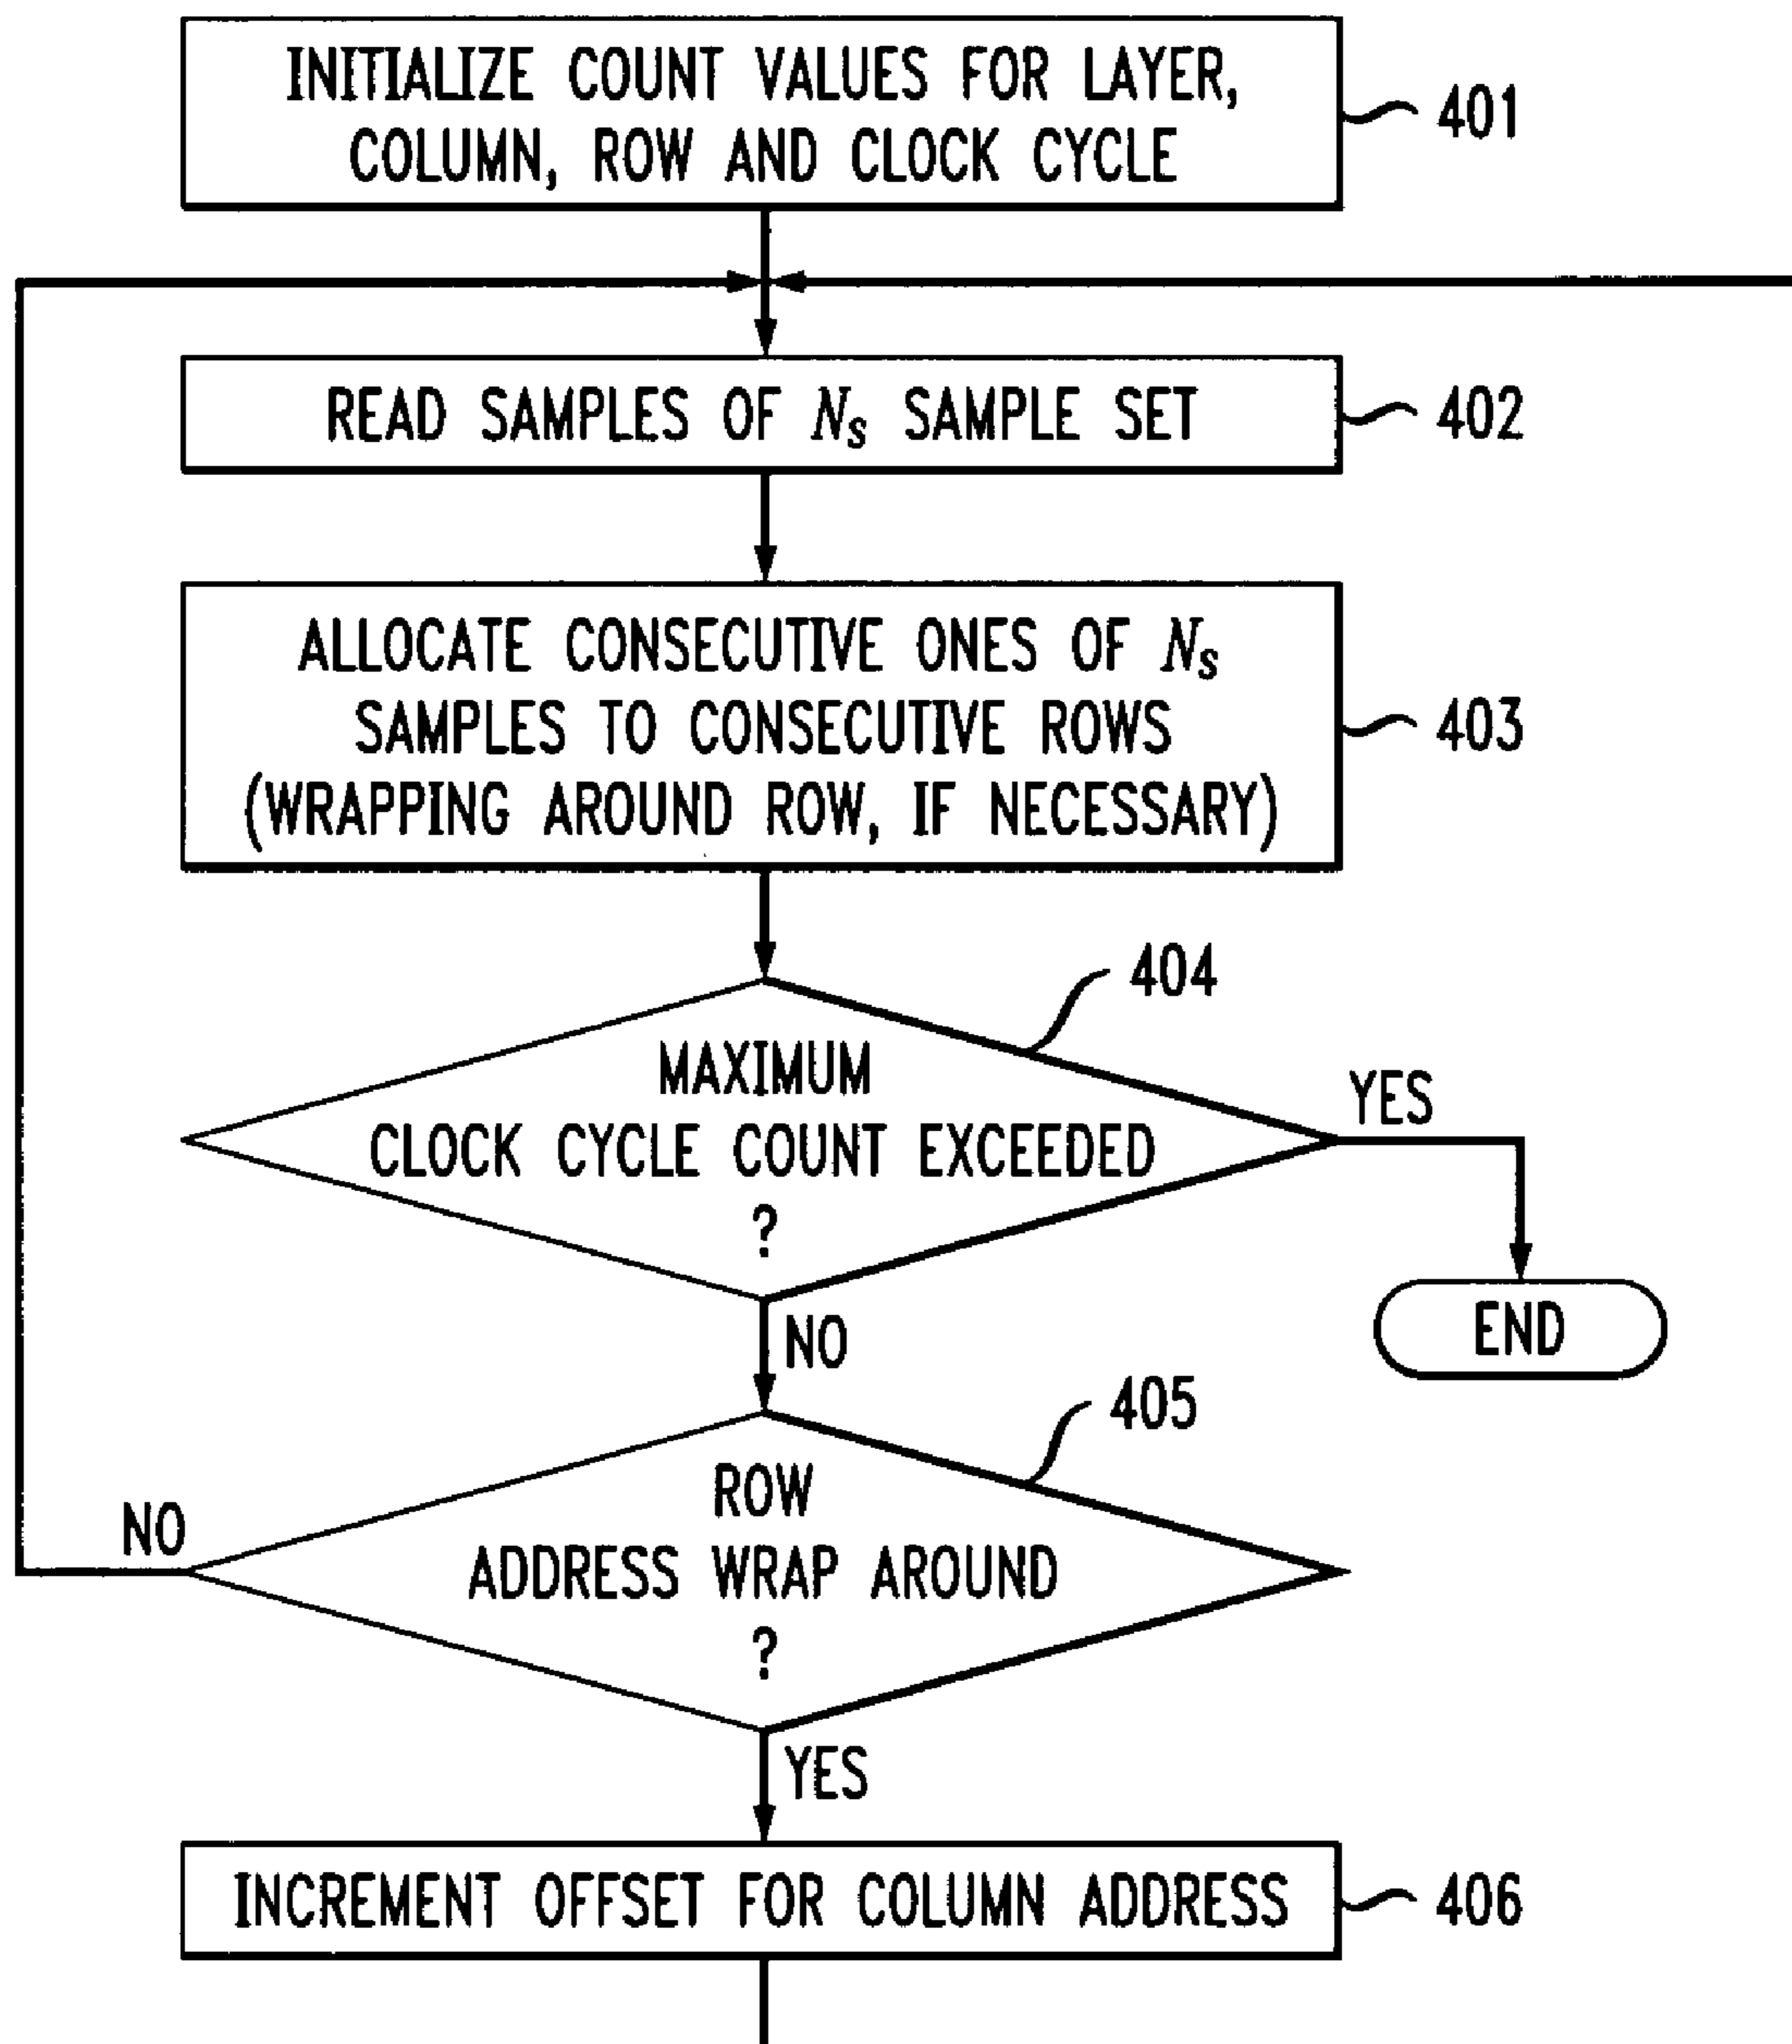 INITIALIZE COUNT VALUES FOR LAYER,
COLUMN, ROW AND CLOCK CYCLE
401
READ SAMPLES OF Ns SAMPLE SET
402
ALLOCATE CONSECUTIVE ONES OF Ns
SAMPLES TO CONSECUTIVE ROWS
(WRAPPING AROUND ROW, IF NECESSARY)
403
404
MAXIMUM
CLOCK CYCLE COUNT EXCEEDED
?
YES
END
NO
405
ROW
ADDRESS WRAP AROUND
?
NO
YES
INCREMENT OFFSET FOR COLUMN ADDRESS
406